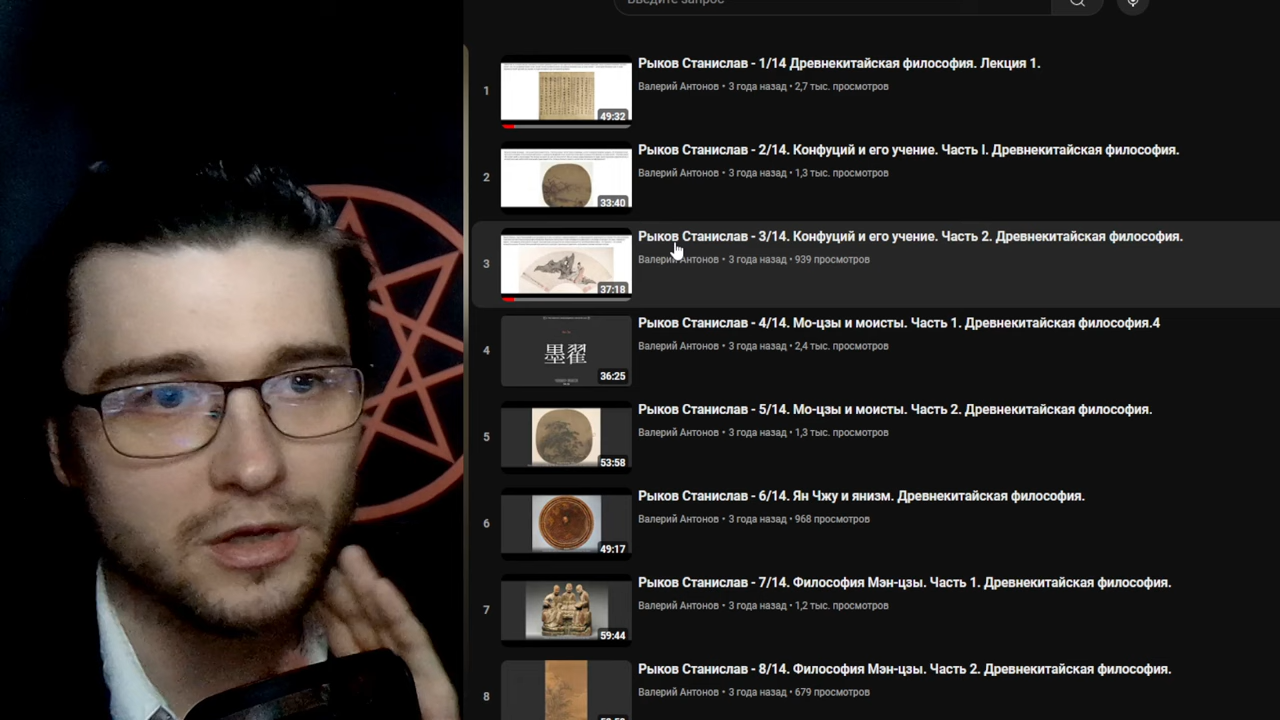 Введите запрос
1
49:32
Рыков Станислав - 1/14 Древнекитайская философия. Лекция 1.
Валерий Антонов • 3 года назад • 2,7 тыс. просмотров
2
33:40
Рыков Станислав - 2/14. Конфуций и его учение. Часть I. Древнекитайская философия.
Валерий Антонов • 3 года назад • 1,3 тыс. просмотров
3
37:18
Рыков Станислав - 3/14. Конфуций и его учение. Часть 2. Древнекитайская философия.
Валерий Антонов • 3 года назад • 939 просмотров
4
墨翟
36:25
Рыков Станислав - 4/14. Мо-цзы и моисты. Часть 1. Древнекитайская философия.4
Валерий Антонов • 3 года назад • 2,4 тыс. просмотров
5
53:58
Рыков Станислав - 5/14. Мо-цзы и моисты. Часть 2. Древнекитайская философия.
Валерий Антонов • 3 года назад • 1,3 тыс. просмотров
6
49:17
Рыков Станислав - 6/14. Ян Чжу и янизм. Древнекитайская философия.
Валерий Антонов • 3 года назад • 968 просмотров
7
59:44
Рыков Станислав - 7/14. Философия Мэн-цзы. Часть 1. Древнекитайская философия.
Валерий Антонов • 3 года назад • 1,2 тыс. просмотров
8
Рыков Станислав - 8/14. Философия Мэн-цзы. Часть 2. Древнекитайская философия.
Валерий Антонов • 3 года назад • 679 просмотров